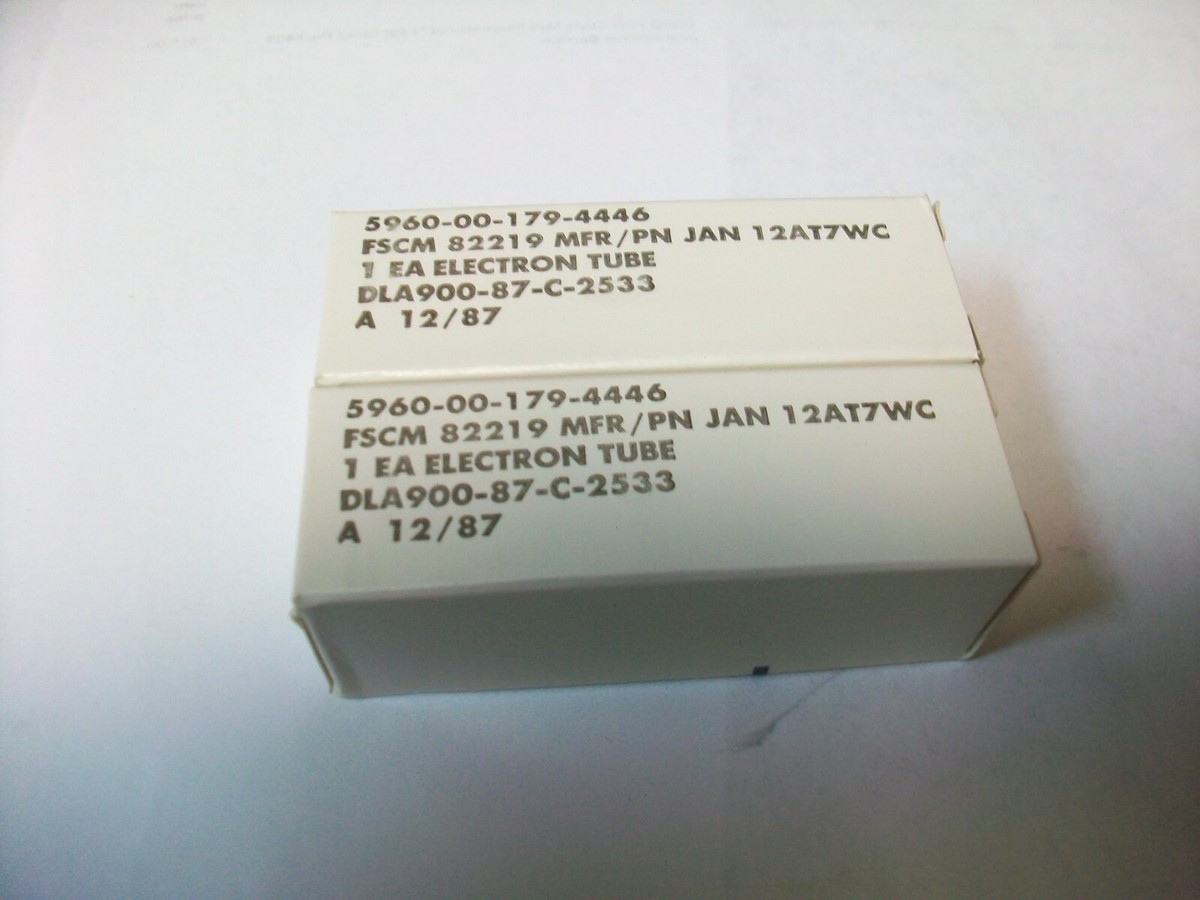 5960-00-179-4446
FSCM 82219 MFR/PN JAN 12AT7WC
1 EA ELECTRON TUBE
DLA900-87-C-2533
A 12/87
5960-00-179-4446
FSCM 82219 MFR/PN JAN 12AT7WC
1 EA ELECTRON TUBE
DLA900-87-C-2533
A 12/87